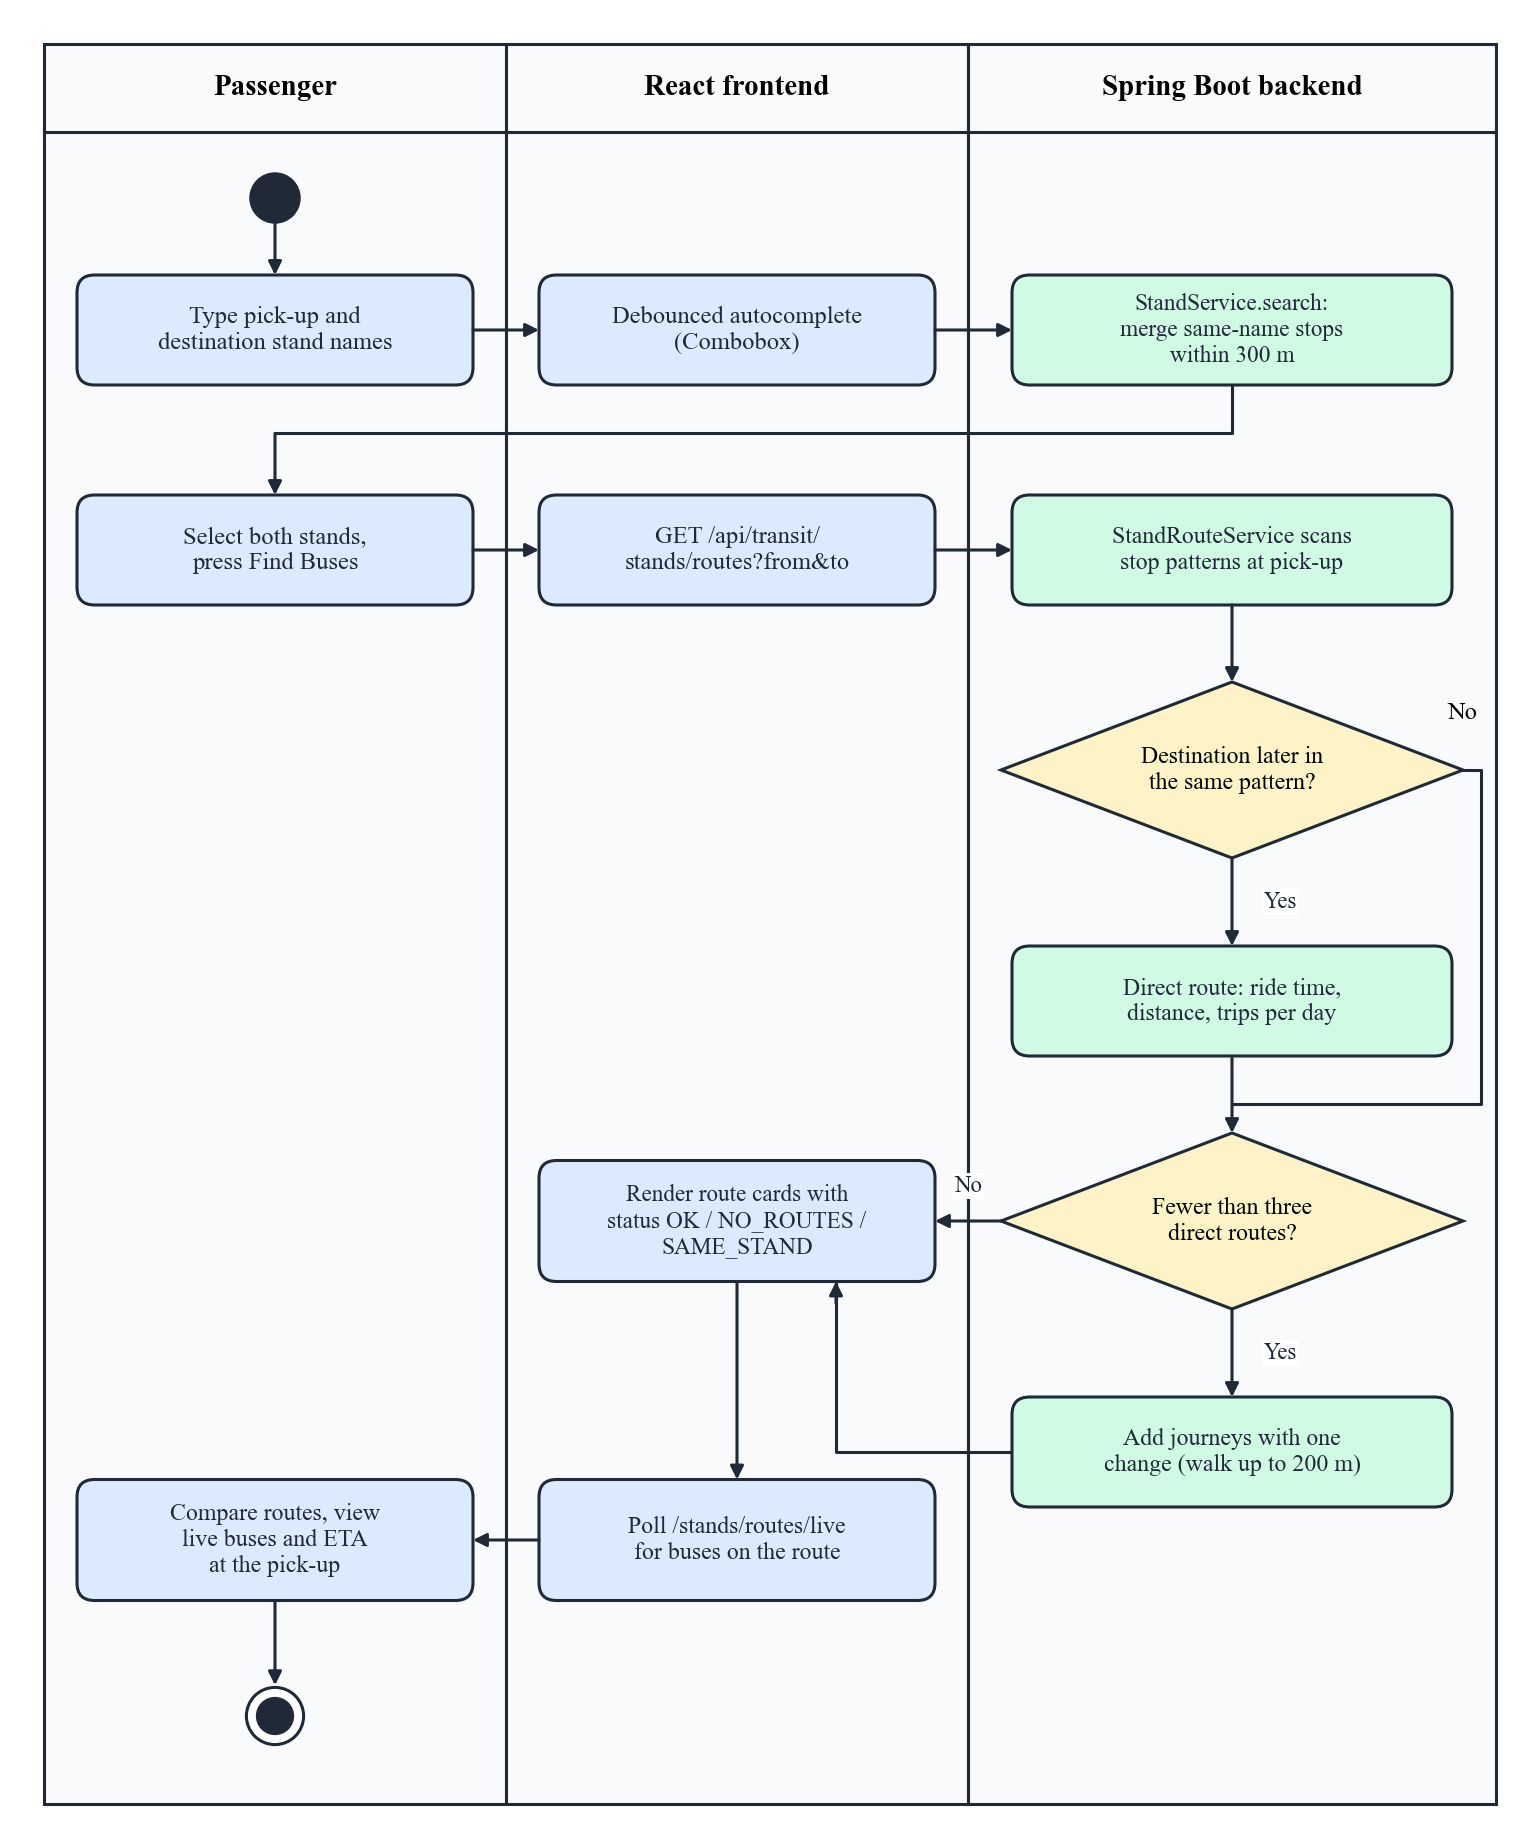 Passenger
React frontend
Spring Boot backend
Type pick-up and
destination stand names
Debounced autocomplete
(Combobox)
StandService.search:
merge same-name stops
within 300 m
Select both stands,
press Find Buses
GET /api/transit/
stands/routes?from&to
StandRouteService scans
stop patterns at pick-up
No
Destination later in
the same pattern?
Yes
Direct route: ride time,
distance, trips per day
Render route cards with
status OK / NO_ROUTES /
SAME_STAND
No
Fewer than three
direct routes?
Yes
Add journeys with one
change (walk up to 200 m)
Compare routes, view
live buses and ETA
at the pick-up
Poll /stands/routes/live
for buses on the route